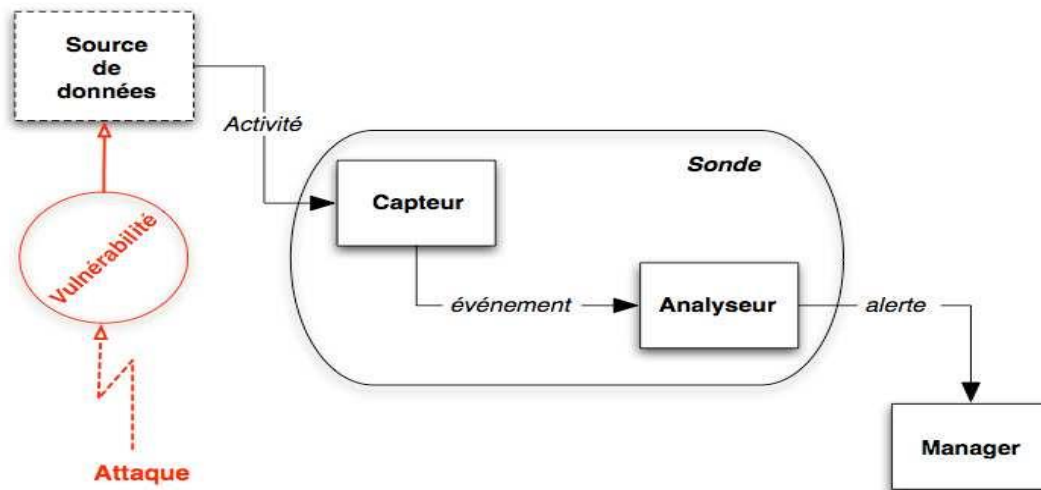 Source
de
données
Activité
Sonde
Capteur
Vulnérabilité
événement
Analyseur
alerte
Manager
Attaque